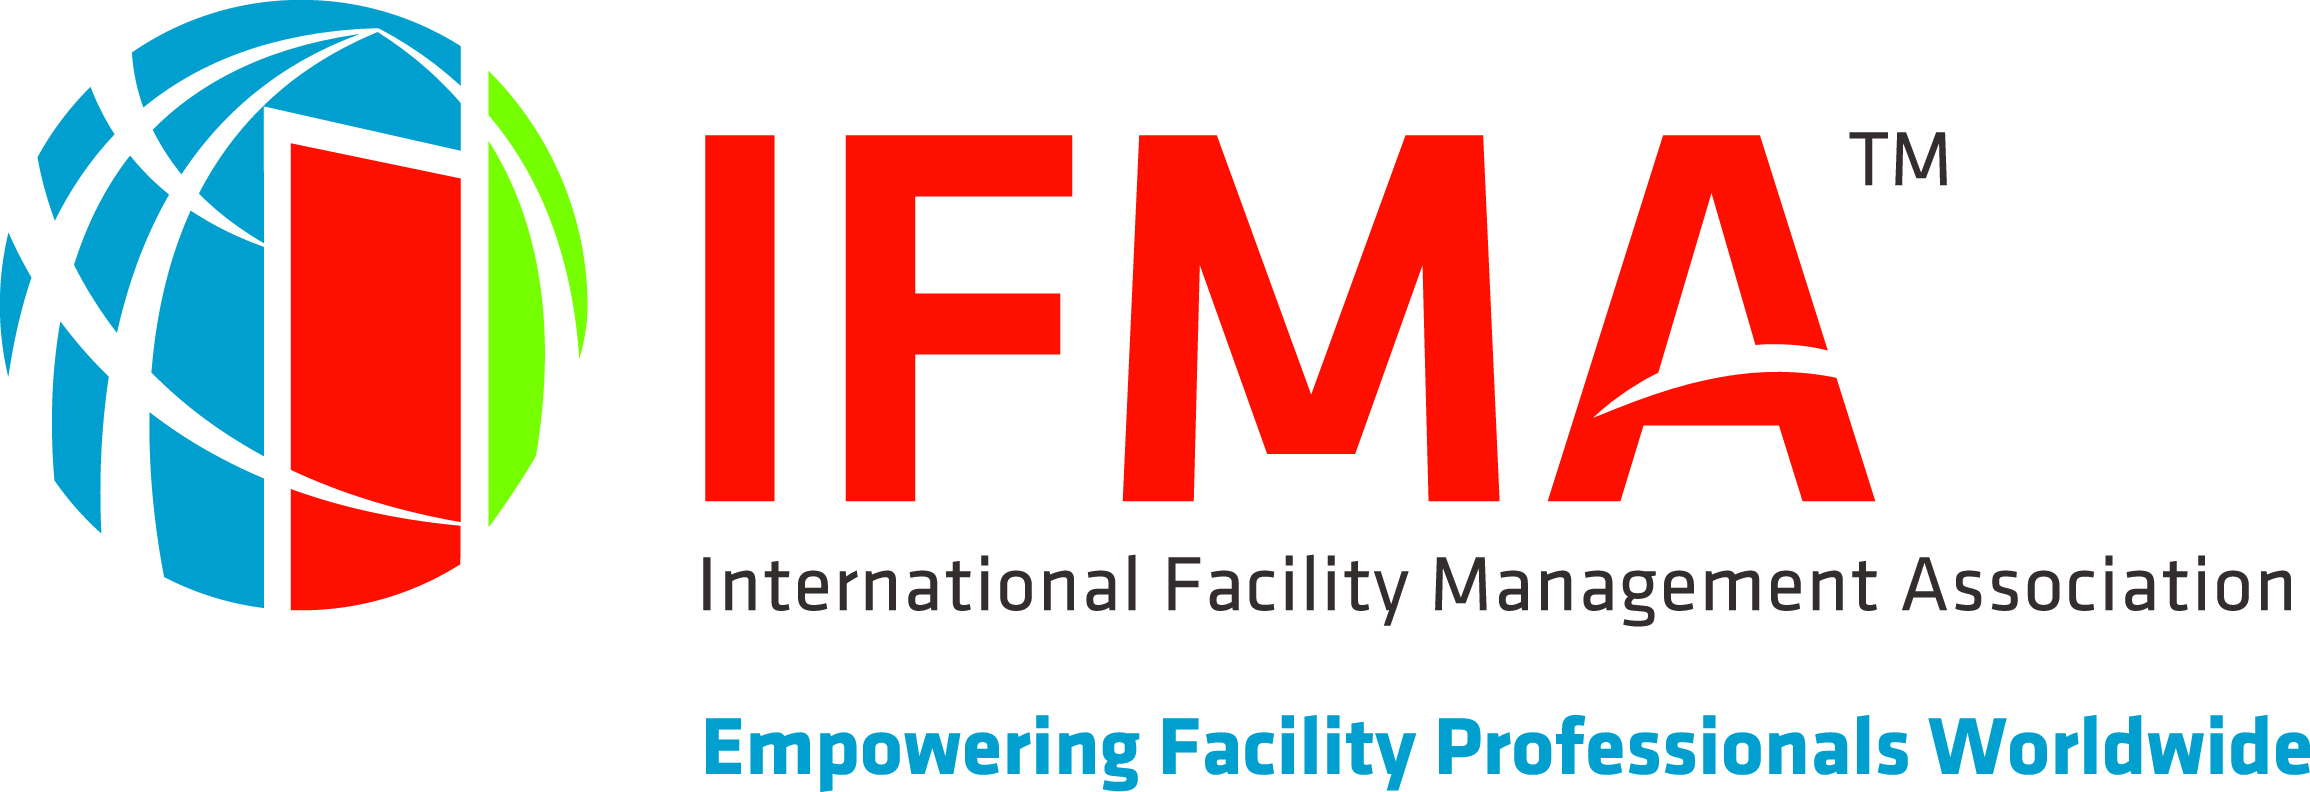 IFMA™
International Facility Management Association
Empowering Facility Professionals Worldwide